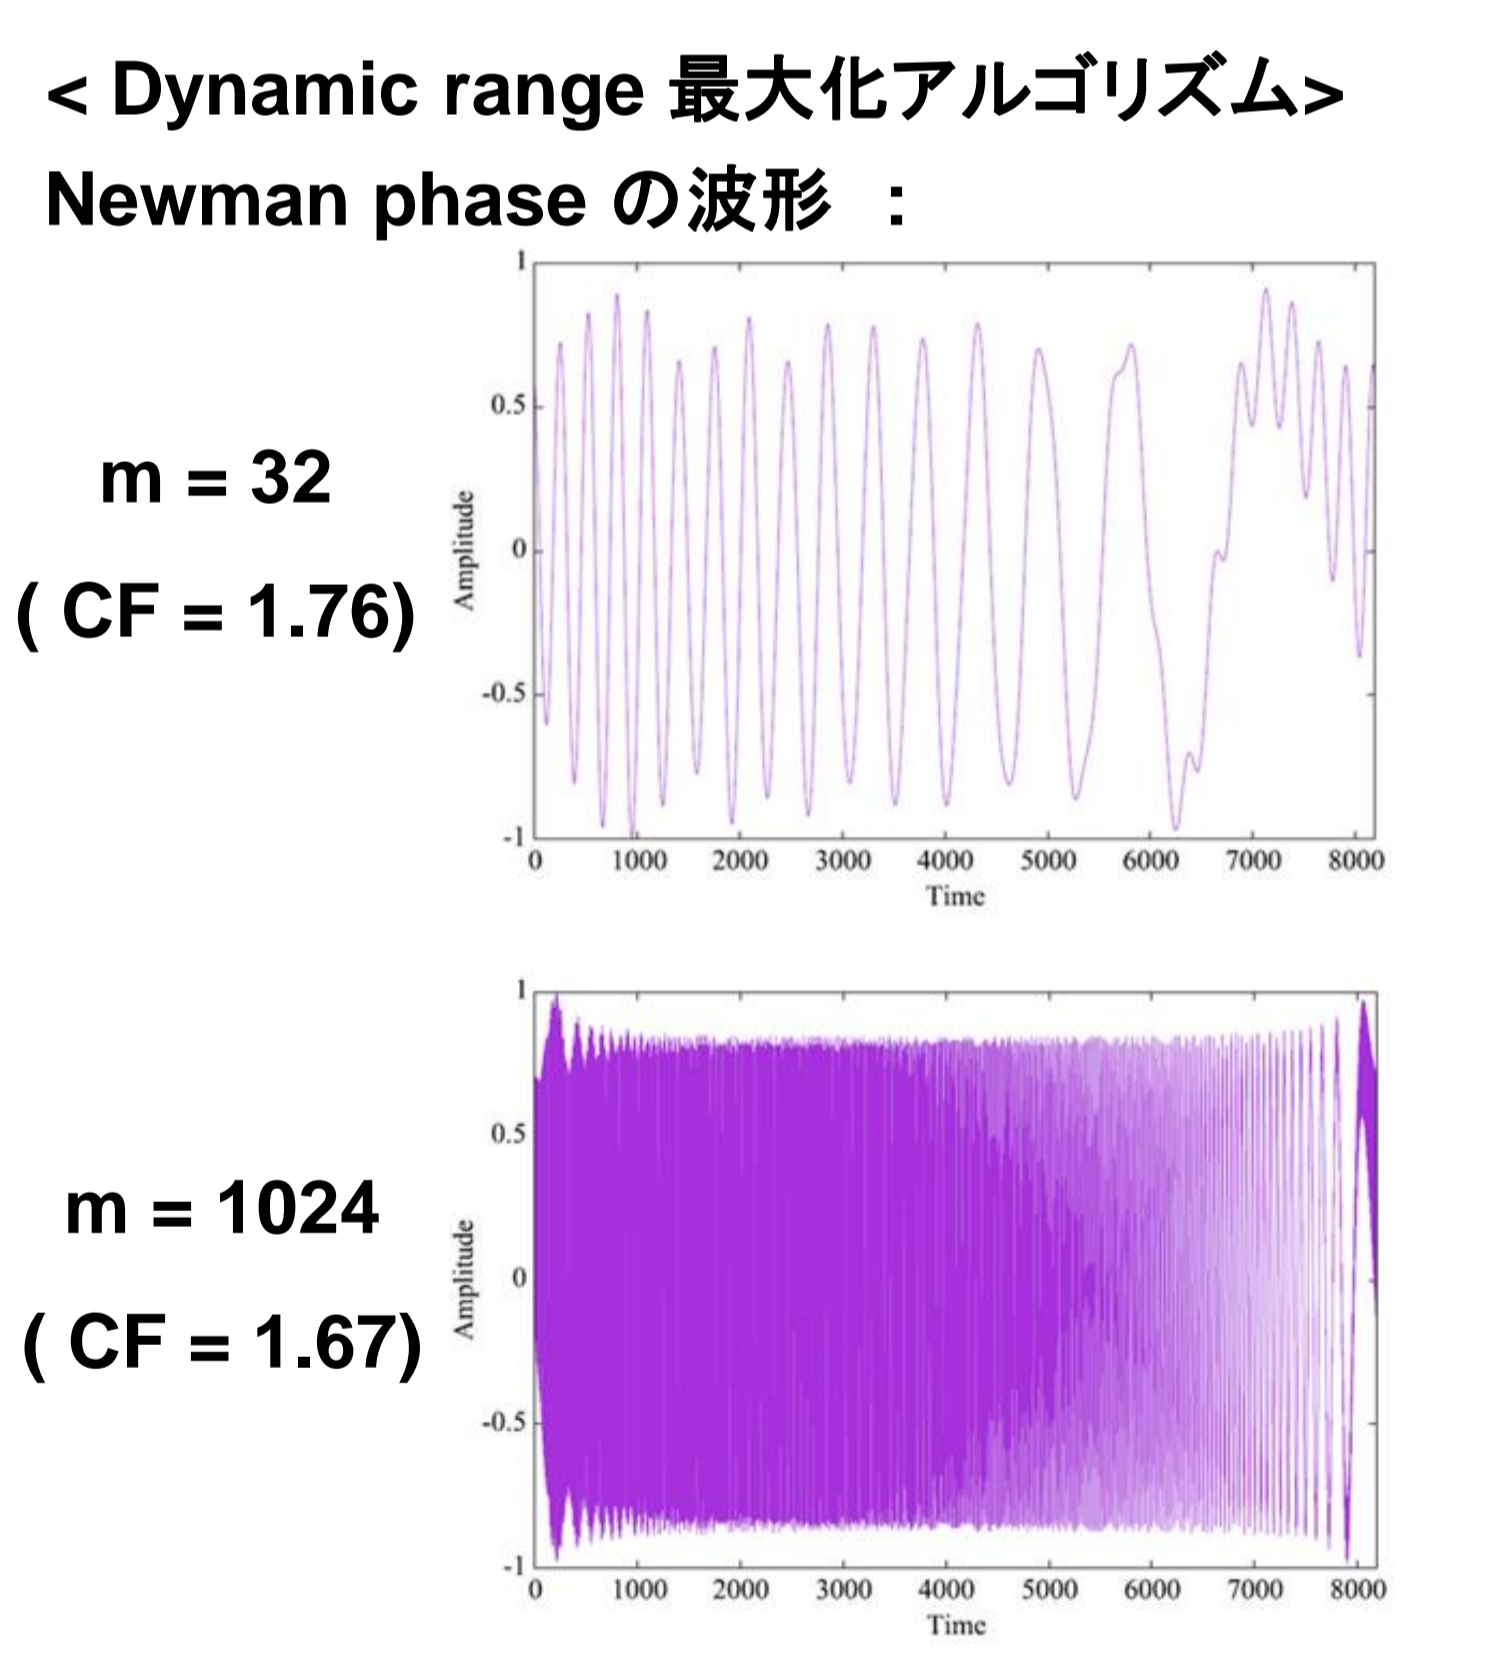 < Dynamic range 最大化アルゴリズム>
Newman phase の波形 :
m = 32
( CF = 1.76)
1
0.5
0
-0.5
-1
Amplitude
0 1000 2000 3000 4000 5000 6000 7000 8000
Time
m = 1024
( CF = 1.67)
1
0.5
0
-0.5
-1
Amplitude
0 1000 2000 3000 4000 5000 6000 7000 8000
Time